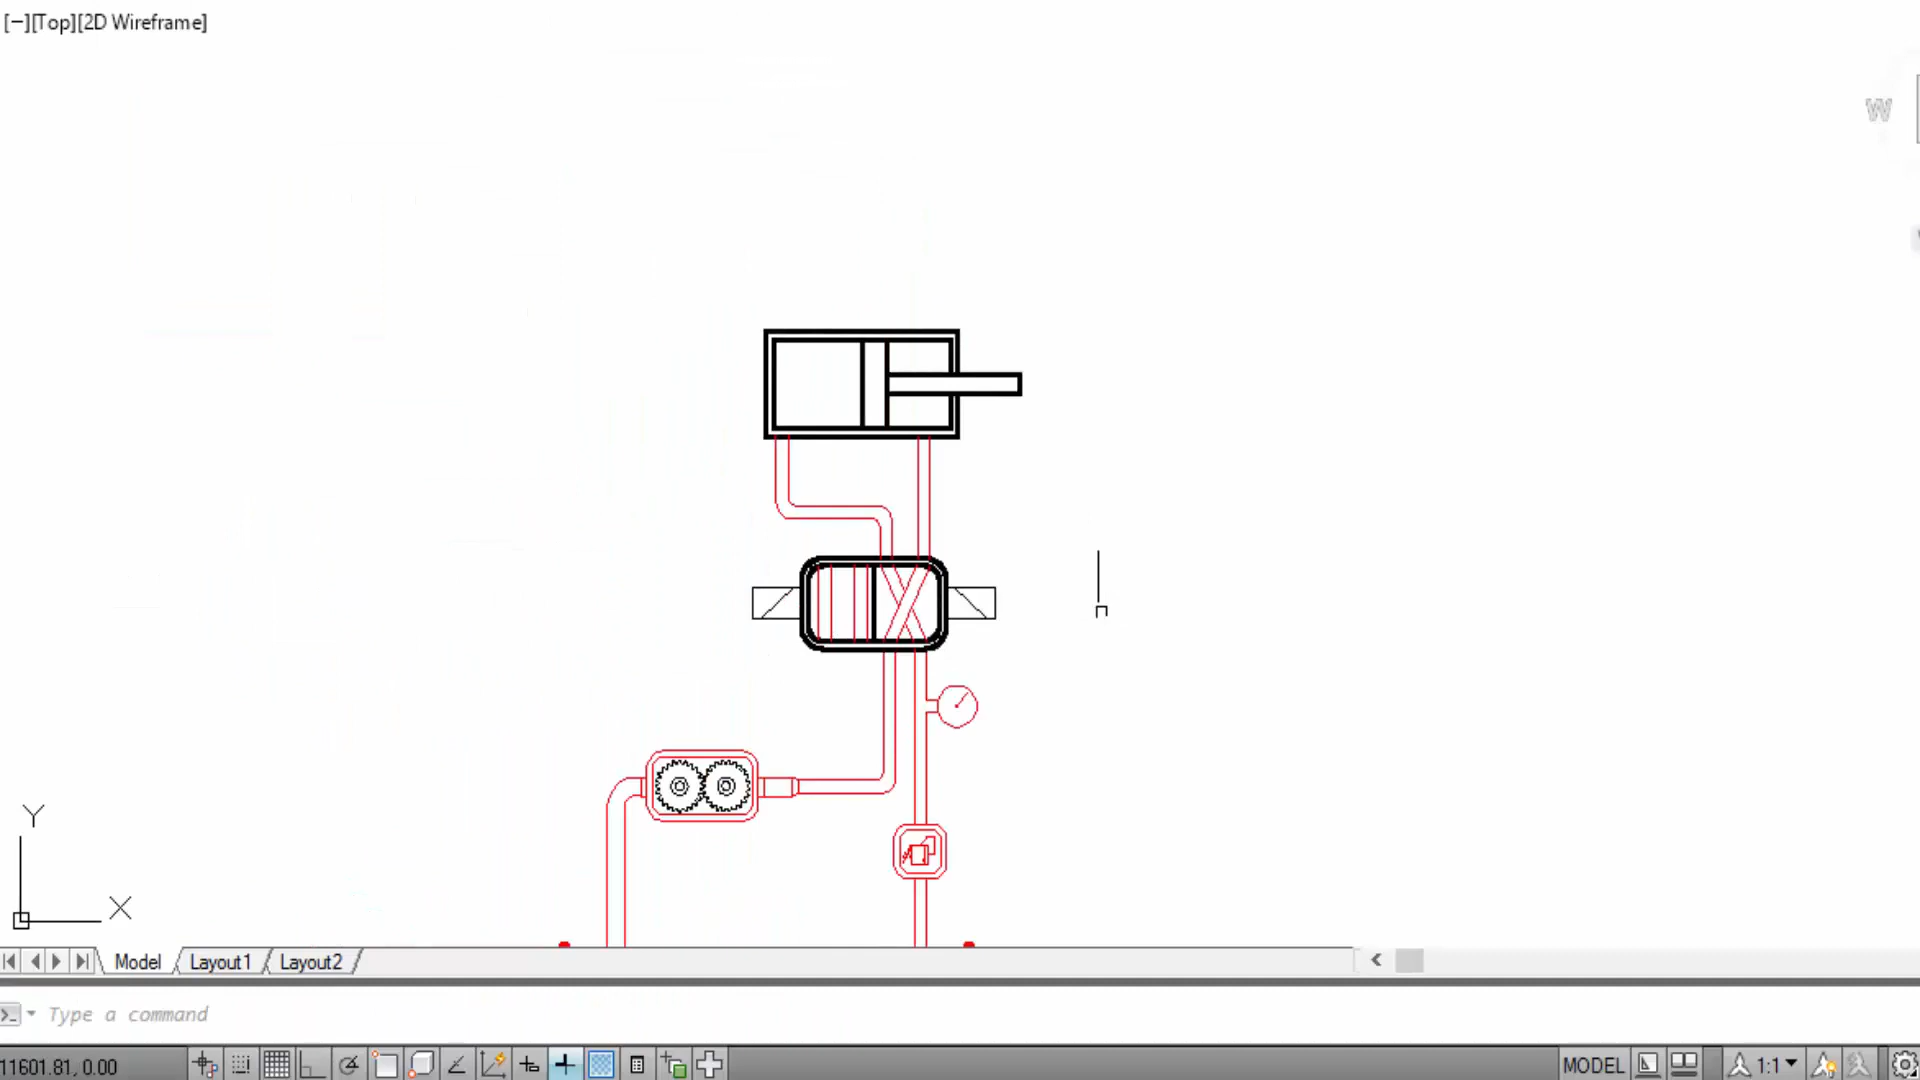 [−][Top][2D Wireframe]
W
Y
X
Model
Layout1
Layout2
Type a command
11601.81, 0.00
MODEL
1:1